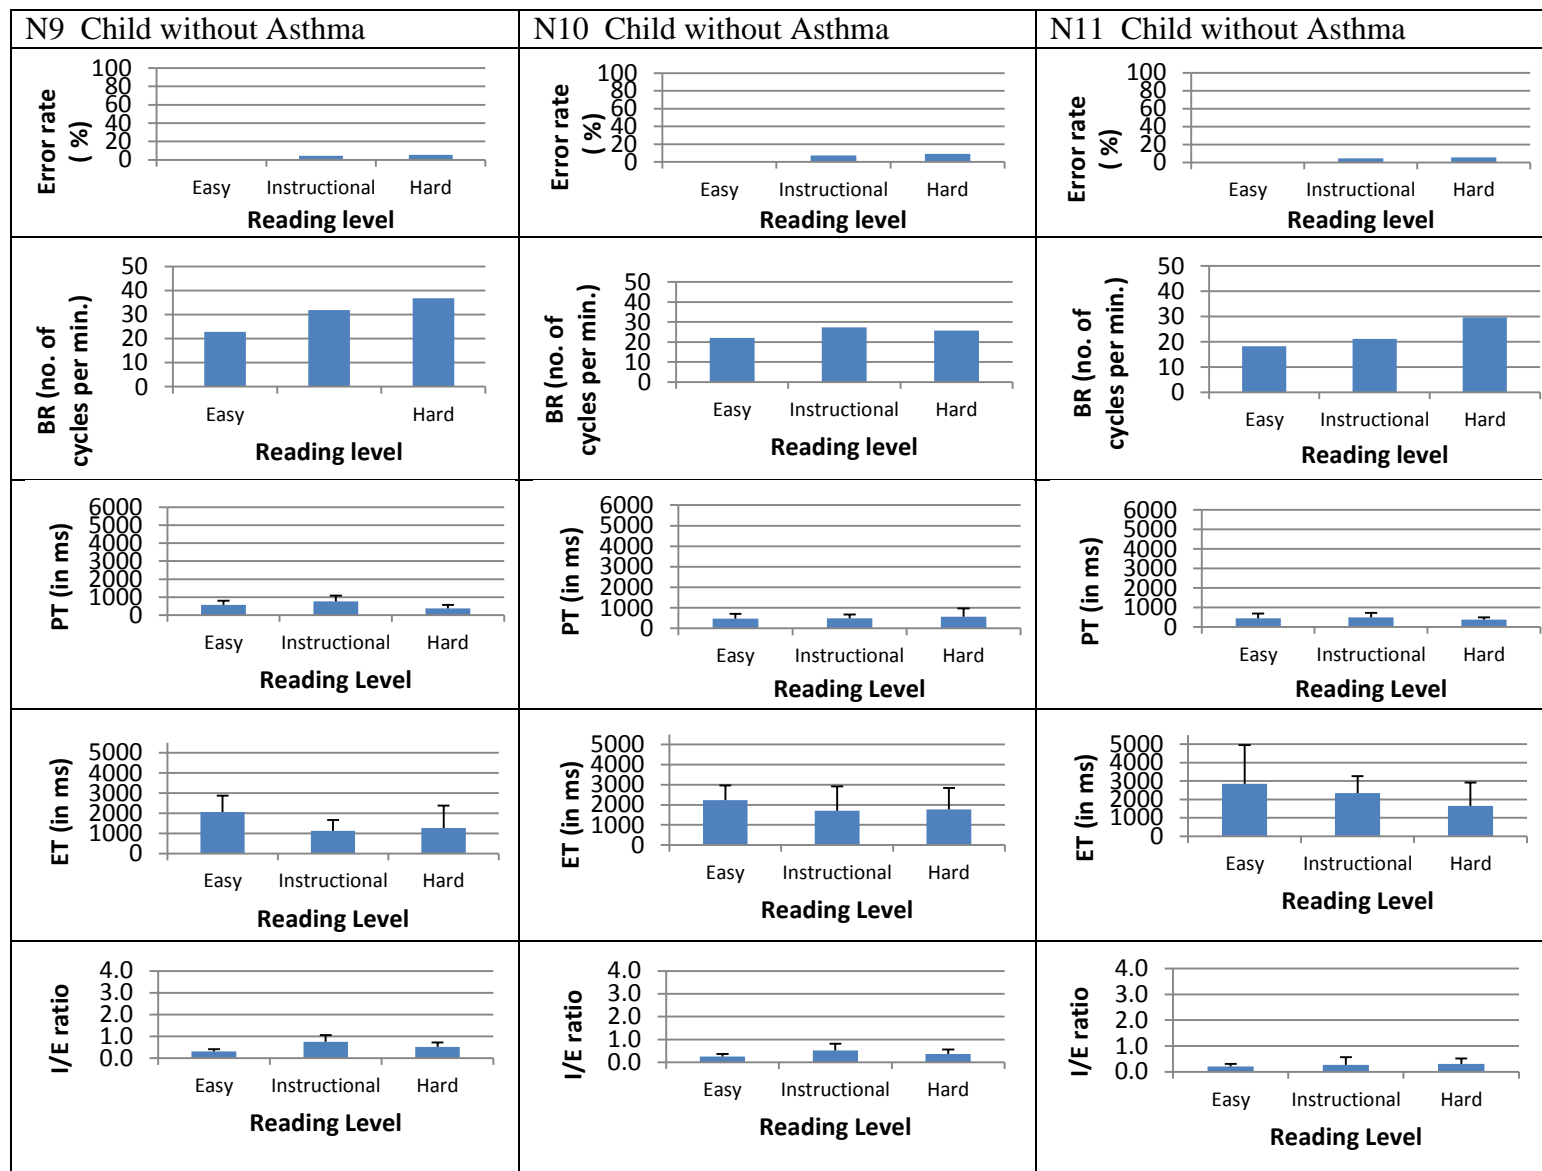 N9 Child without Asthma
N10 Child without Asthma
N11 Child without Asthma
Error rate
( %)
100
80
60
40
20
0
Easy Instructional Hard
Reading level
Error rate
( %)
100
80
60
40
20
0
Easy Instructional Hard
Reading level
Error rate
( %)
100
80
60
40
20
0
Easy Instructional Hard
Reading level
BR (no. of
cycles per min.)
50
40
30
20
10
0
Easy Hard
Reading level
BR (no. of
cycles per min.)
50
40
30
20
10
0
Easy Instructional Hard
Reading level
BR (no. of
cycles per min.)
50
40
30
20
10
0
Easy Instructional Hard
Reading level
PT (in ms)
6000
5000
4000
3000
2000
1000
0
Easy Instructional Hard
Reading Level
PT (in ms)
6000
5000
4000
3000
2000
1000
0
Easy Instructional Hard
Reading Level
PT (in ms)
6000
5000
4000
3000
2000
1000
0
Easy Instructional Hard
Reading Level
ET (in ms)
5000
4000
3000
2000
1000
0
Easy Instructional Hard
Reading Level
ET (in ms)
5000
4000
3000
2000
1000
0
Easy Instructional Hard
Reading Level
ET (in ms)
5000
4000
3000
2000
1000
0
Easy Instructional Hard
Reading Level
I/E ratio
4.0
3.0
2.0
1.0
0.0
Easy Instructional Hard
Reading Level
I/E ratio
4.0
3.0
2.0
1.0
0.0
Easy Instructional Hard
Reading Level
I/E ratio
4.0
3.0
2.0
1.0
0.0
Easy Instructional Hard
Reading Level